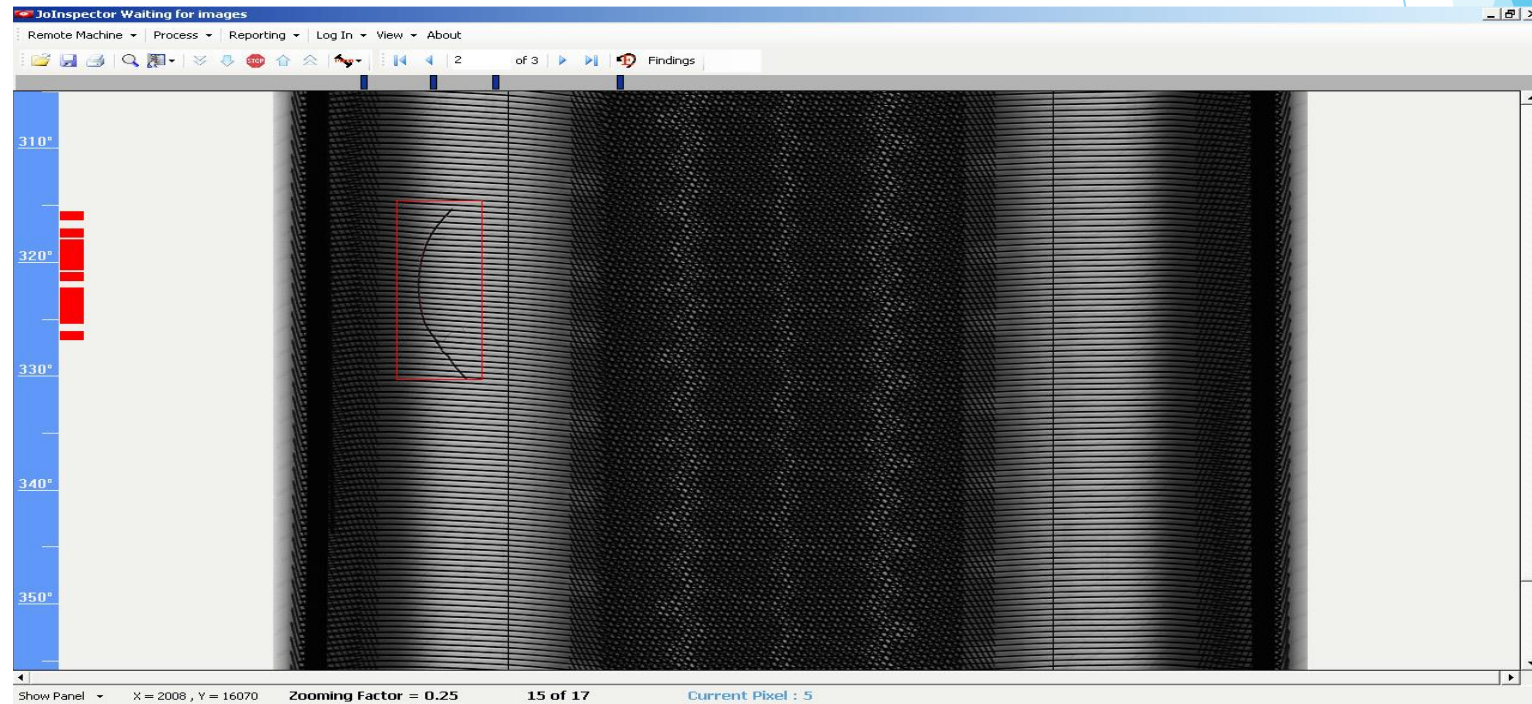 JoInspector Waiting for images
Remote Machine Process Reporting Log In View About
STOP 2 of 3 Findings
310°
320°
330°
340°
350°
Show Panel X = 2008 , Y = 16070 Zooming Factor = 0.25 15 of 17 Current Pixel : 5